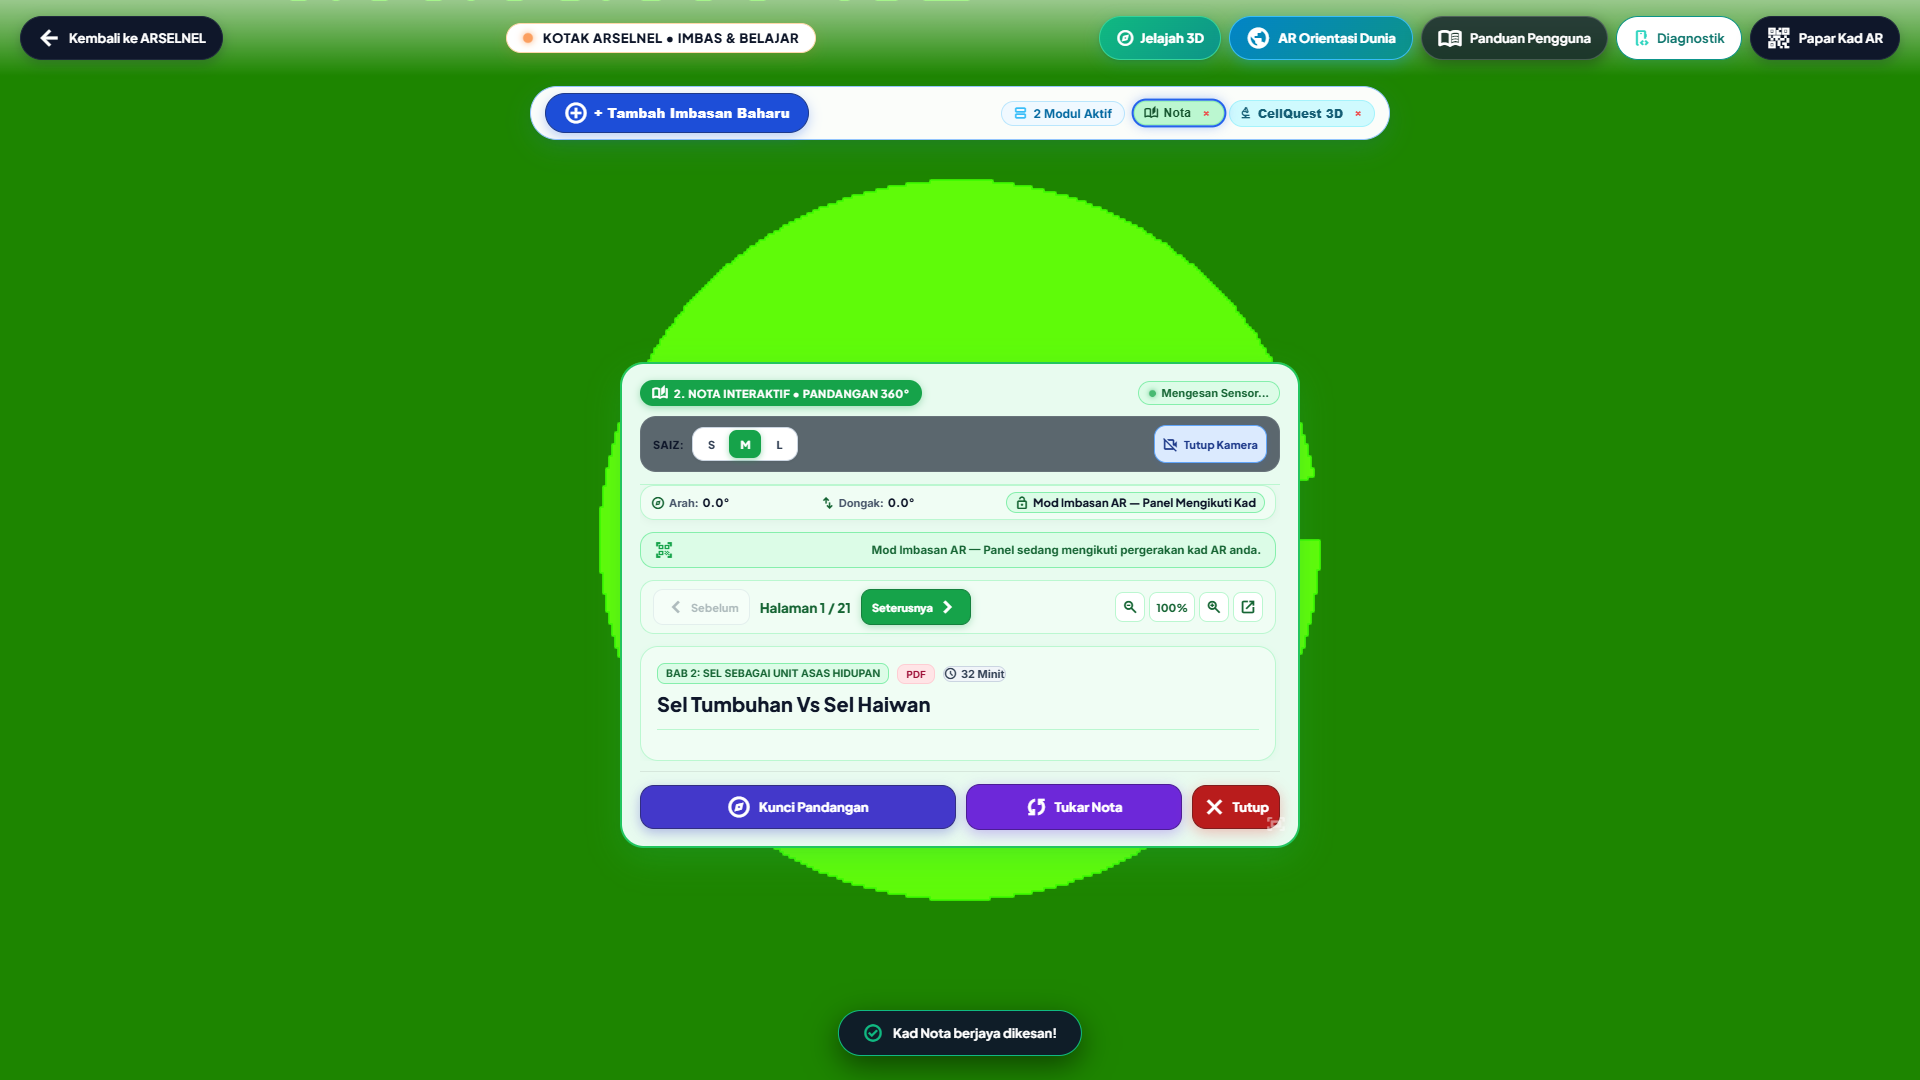 Kembali ke ARSELNEL
KOTAK ARSELNEL ● IMBAS & BELAJAR
Jelajah 3D
AR Orientasi Dunia
Panduan Pengguna
Diagnostik
Papar Kad AR
+ Tambah Imbasan Baharu
2 Modul Aktif
Nota ×
CellQuest 3D ×
2. NOTA INTERAKTIF ● PANDANGAN 360°
Mengesan Sensor...
SAIZ: S M L
Tutup Kamera
Arah: 0.0°
Dongak: 0.0°
Mod Imbasan AR — Panel Mengikuti Kad
Mod Imbasan AR — Panel sedang mengikuti pergerakan kad AR anda.
Sebelum
Halaman 1 / 21
Seterusnya
100%
BAB 2: SEL SEBAGAI UNIT ASAS HIDUPAN
PDF
32 Minit
Sel Tumbuhan Vs Sel Haiwan
Kunci Pandangan
Tukar Nota
Tutup
Kad Nota berjaya dikesan!